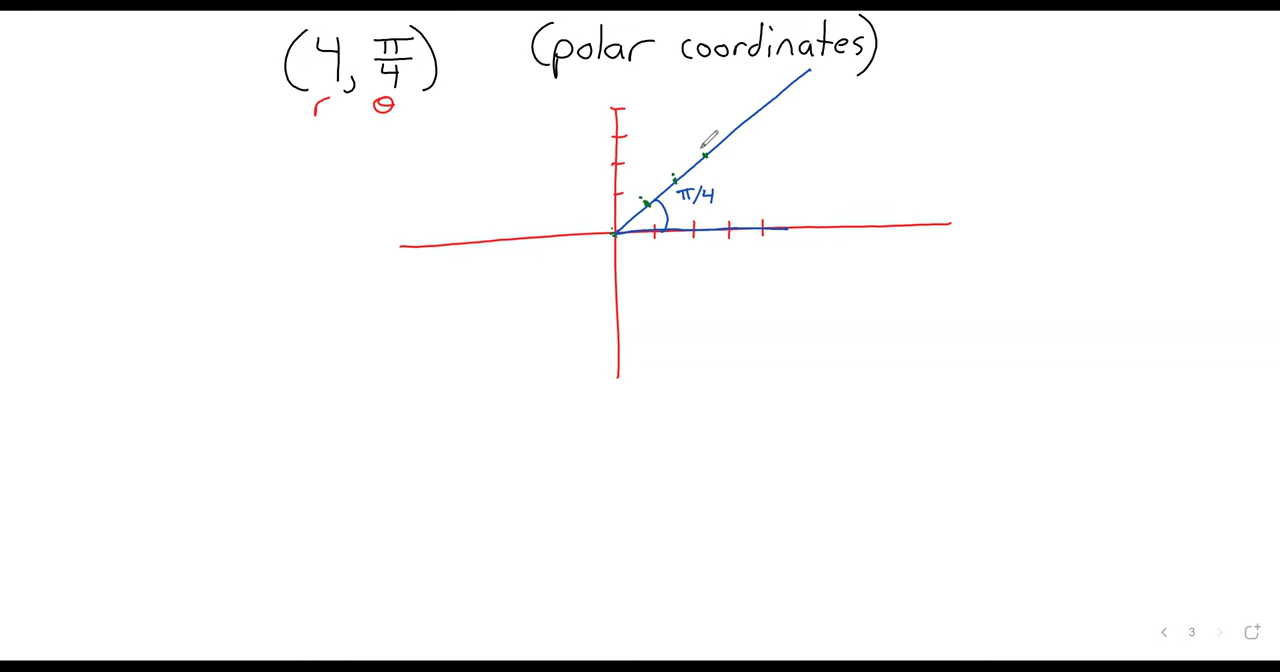 (4, π/4) (polar coordinates)
r θ
π/4
3